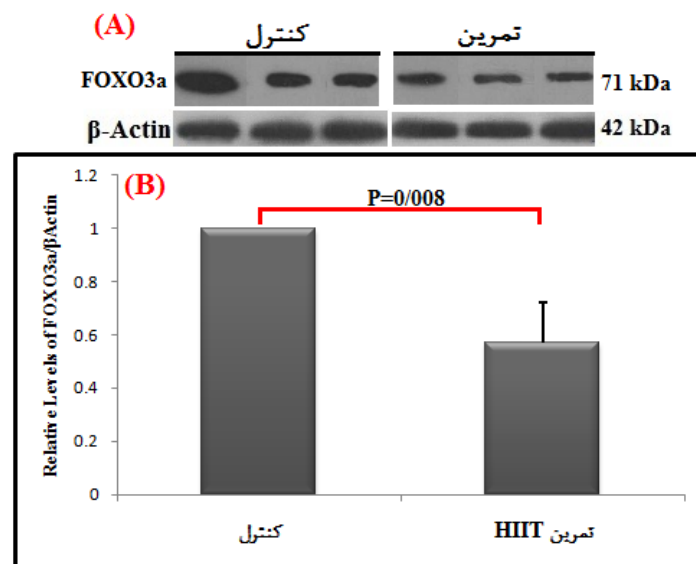 (A)
کنترل تمرین
FOXO3a 71 kDa
β-Actin 42 kDa
(B)
P=0/008
Relative Levels of FOXO3a/βActin
1.2
1
0.8
0.6
0.4
0.2
0
کنترل
تمرین HIIT